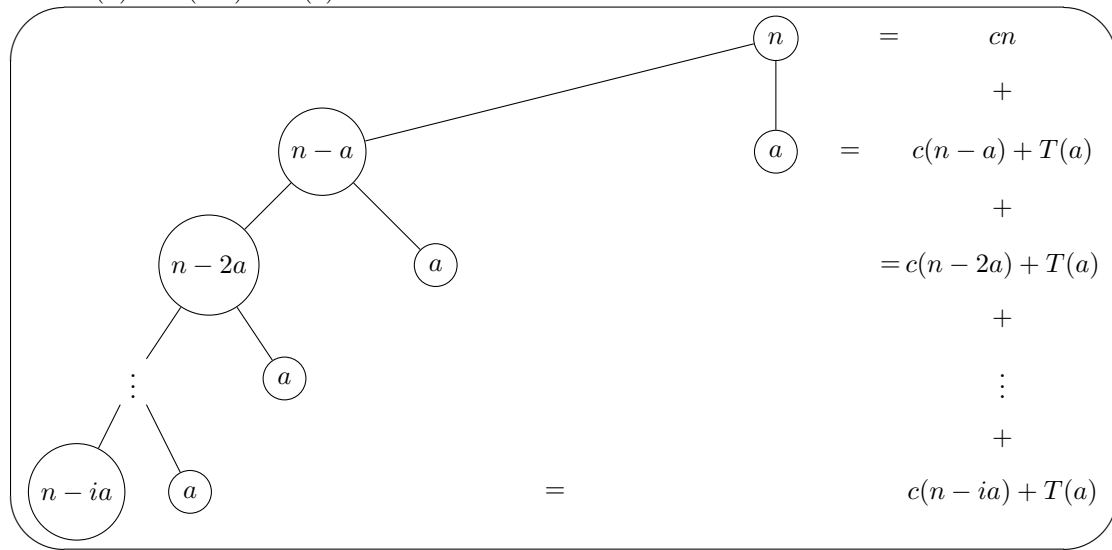 n = cn
+
n − a a = c(n − a) + T(a)
+
n − 2a a = c(n − 2a) + T(a)
+
⋮ a ⋮
+
n − ia a = c(n − ia) + T(a)